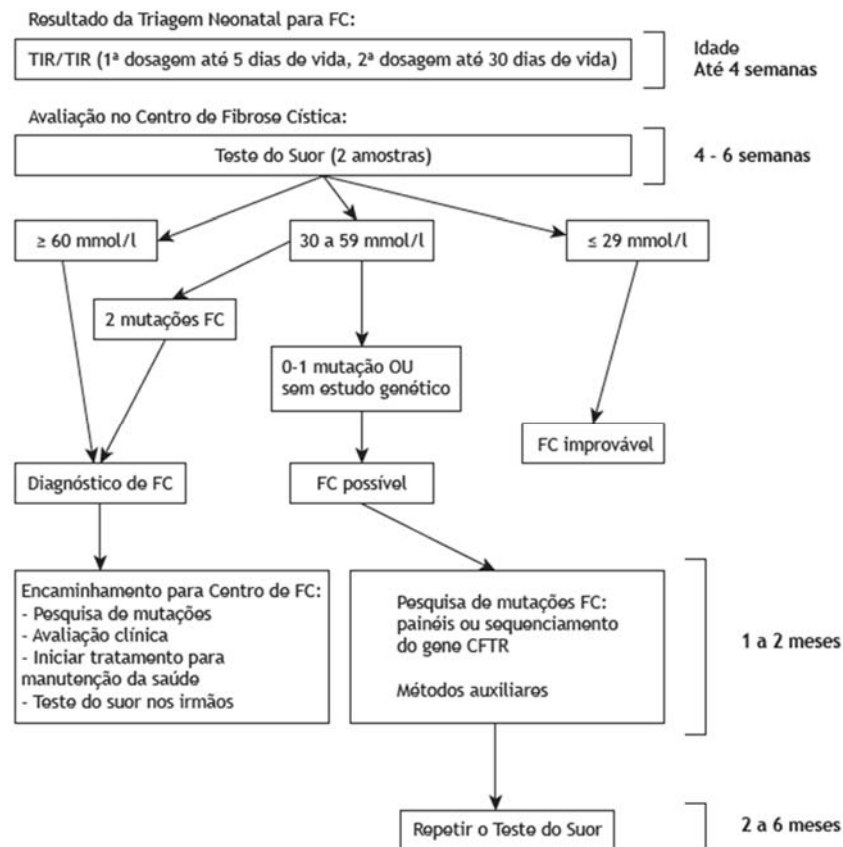 Resultado da Triagem Neonatal para FC:
TIR/TIR (1ª dosagem até 5 dias de vida, 2ª dosagem até 30 dias de vida)
Idade
Até 4 semanas
Avaliação no Centro de Fibrose Cística:
Teste do Suor (2 amostras)
4 - 6 semanas
≥ 60 mmol/l
30 a 59 mmol/l
≤ 29 mmol/l
2 mutações FC
0-1 mutação OU
sem estudo genético
FC improvável
Diagnóstico de FC
FC possível
Encaminhamento para Centro de FC:
- Pesquisa de mutações
- Avaliação clínica
- Iniciar tratamento para
manutenção da saúde
- Teste do suor nos irmãos
Pesquisa de mutações FC:
painéis ou sequenciamento
do gene CFTR
Métodos auxiliares
1 a 2 meses
Repetir o Teste do Suor
2 a 6 meses